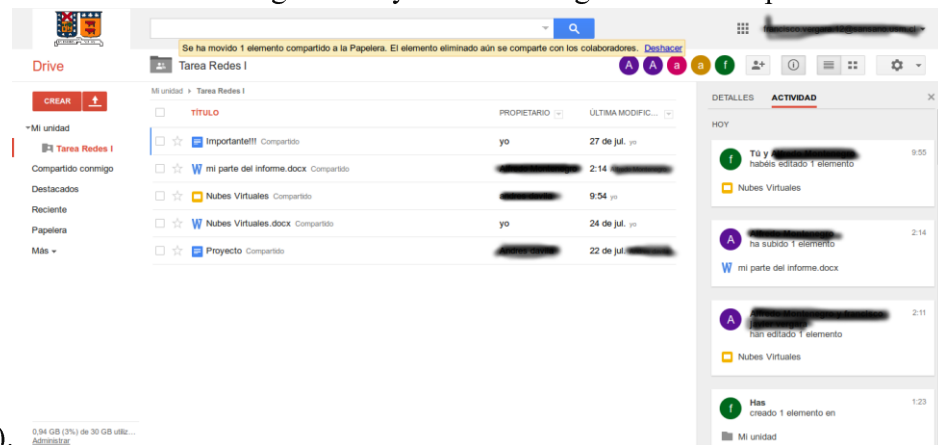 Se ha movido 1 elemento compartido a la Papelera. El elemento eliminado aún se comparte con los colaboradores. Deshacer
Drive
Tarea Redes I
A A a a f
CREAR
Mi unidad
Tarea Redes I
Compartido conmigo
Destacados
Reciente
Papelera
Más
0,94 GB (3%) de 30 GB utiliz...
Administrar
Mi unidad > Tarea Redes I
TÍTULO PROPIETARIO ÚLTIMA MODIFIC...
Importante!!! Compartido yo 27 de jul. yo
mi parte del informe.docx Compartido 2:14
Nubes Virtuales Compartido 9:54 yo
Nubes Virtuales.docx Compartido yo 24 de jul. yo
Proyecto Compartido 22 de jul.
DETALLES ACTIVIDAD
HOY
f Tú y 9:55
habéis editado 1 elemento
Nubes Virtuales
A 2:14
ha subido 1 elemento
mi parte del informe.docx
A 2:11
han editado 1 elemento
Nubes Virtuales
f Has 1:23
creado 1 elemento en
Mi unidad
).